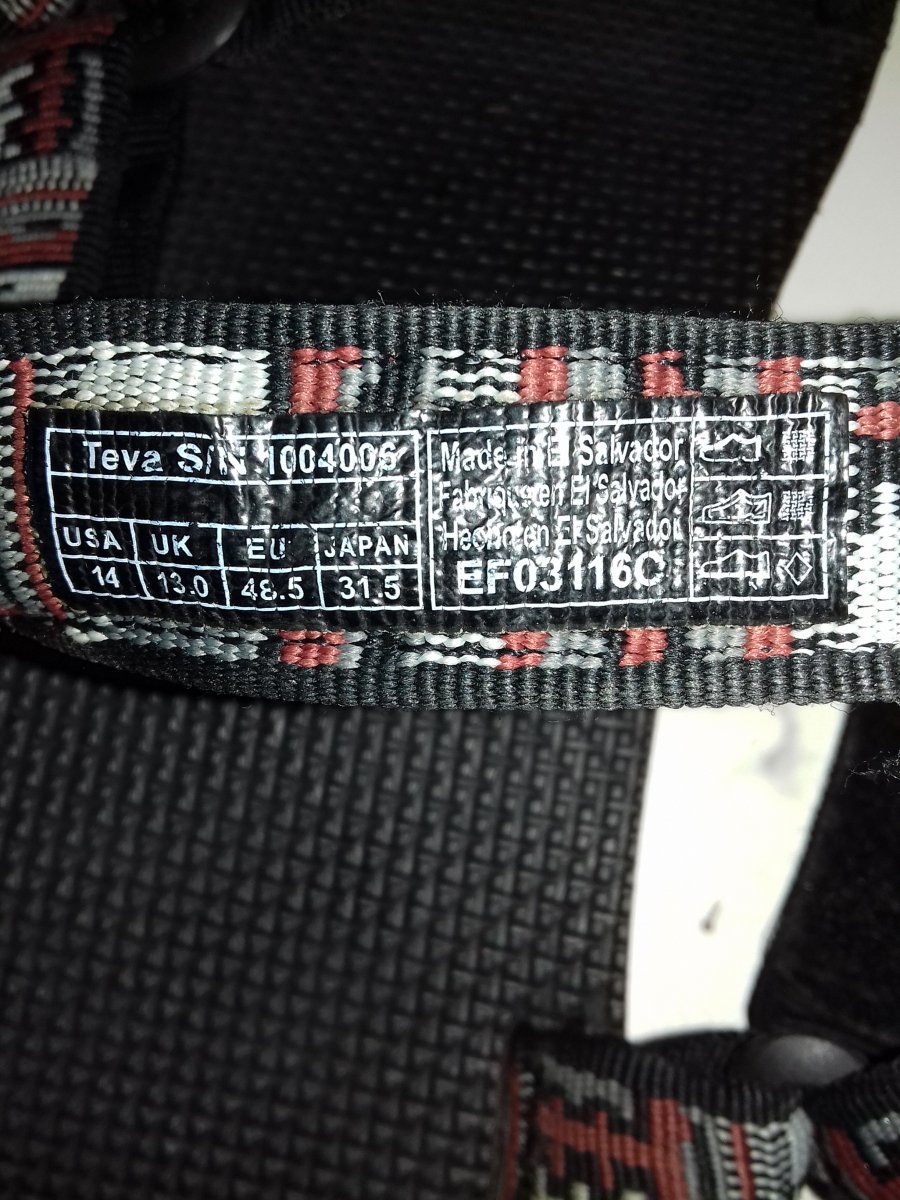 Teva S/N 1004006
USA UK EU JAPAN
14 13.0 48.5 31.5
Made in El Salvador
Fabrique en El Salvador
Hecho en El Salvador
EF03116C